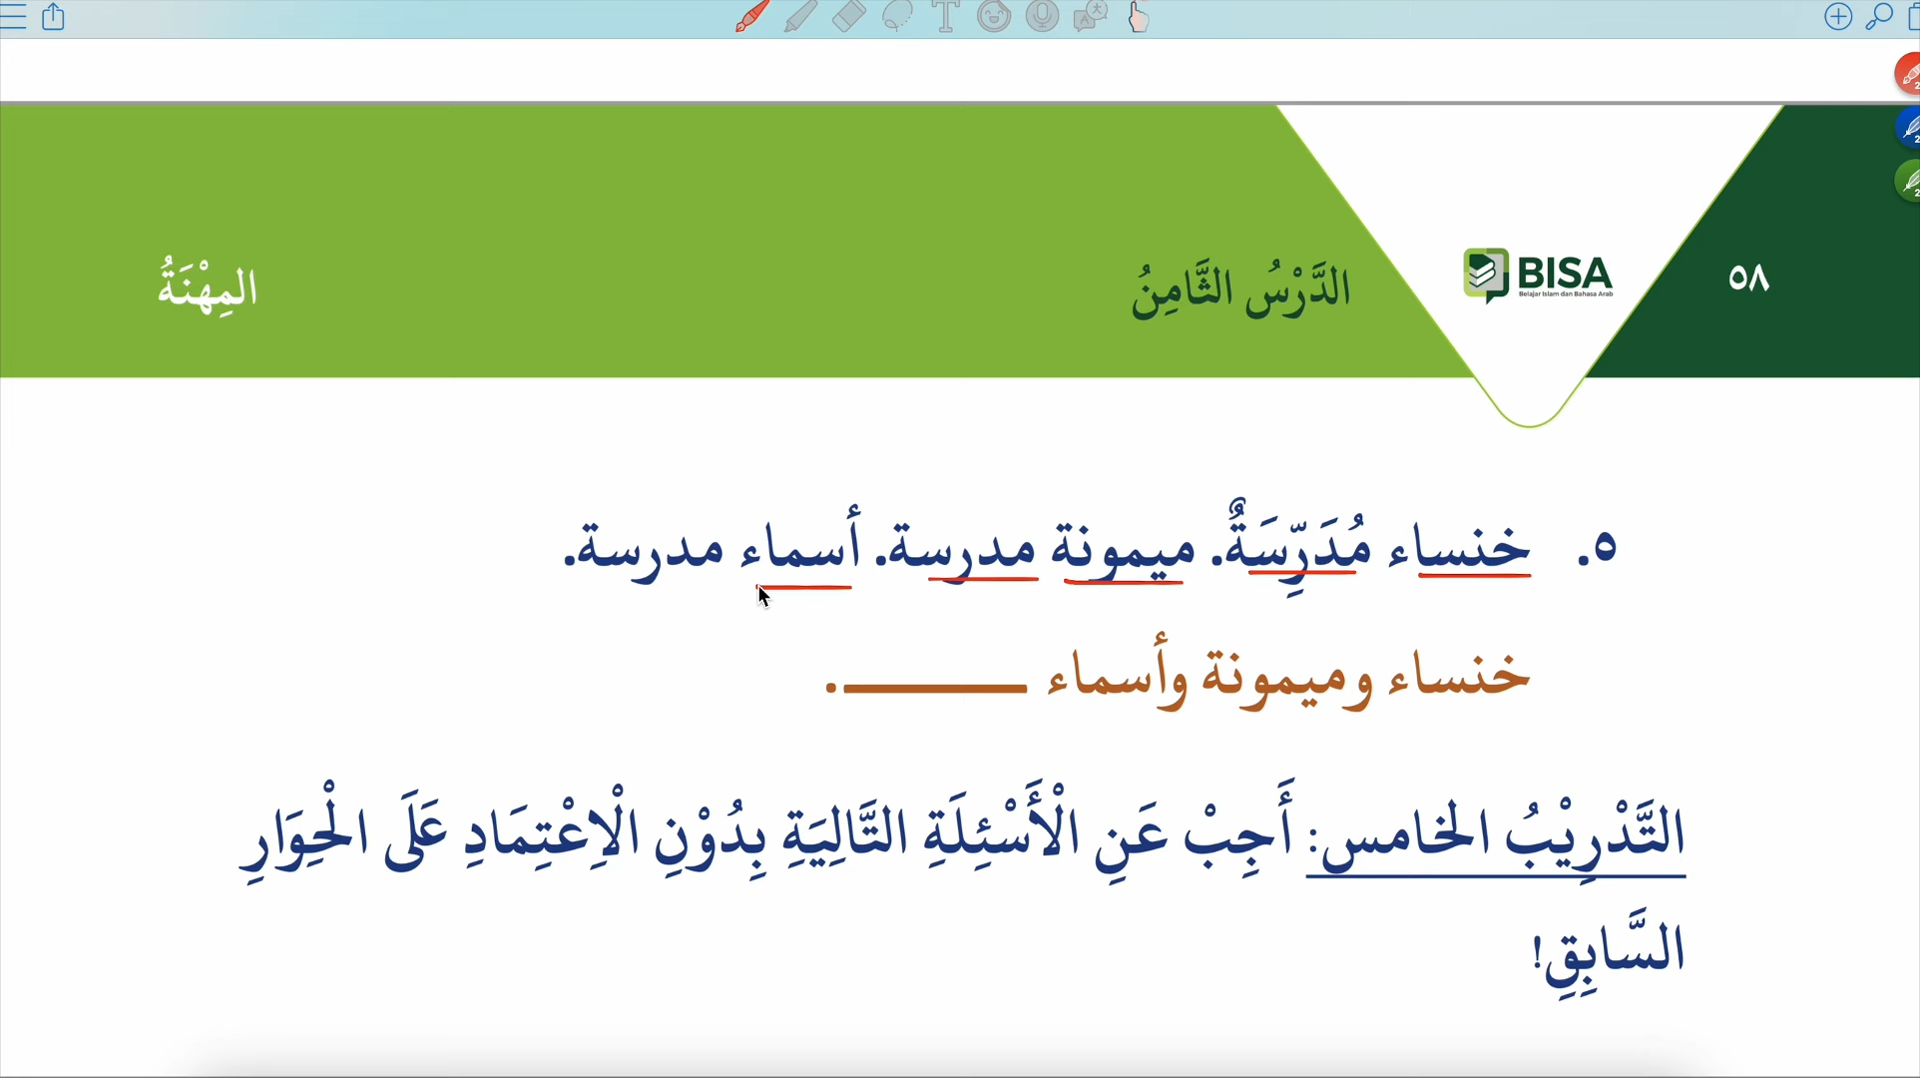 ٥٨
BISA
Belajar Islam dan Bahasa Arab
الدَّرْسُ الثَّامِنُ
المِهْنَةُ
٥. خنساء مُدَرِّسَةٌ. ميمونة مدرسة. أسماء مدرسة.
خنساء وميمونة وأسماء ______.
التَّدْرِيْبُ الخامس: أَجِبْ عَنِ الْأَسْئِلَةِ التَّالِيَةِ بِدُوْنِ الْاِعْتِمَادِ عَلَى الْحِوَارِ
السَّابِقِ!